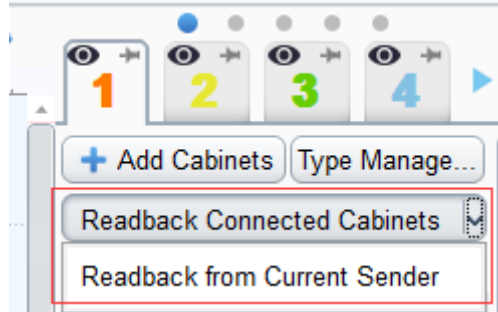 1 2 3 4
Add Cabinets Type Manage...
Readback Connected Cabinets
Readback from Current Sender